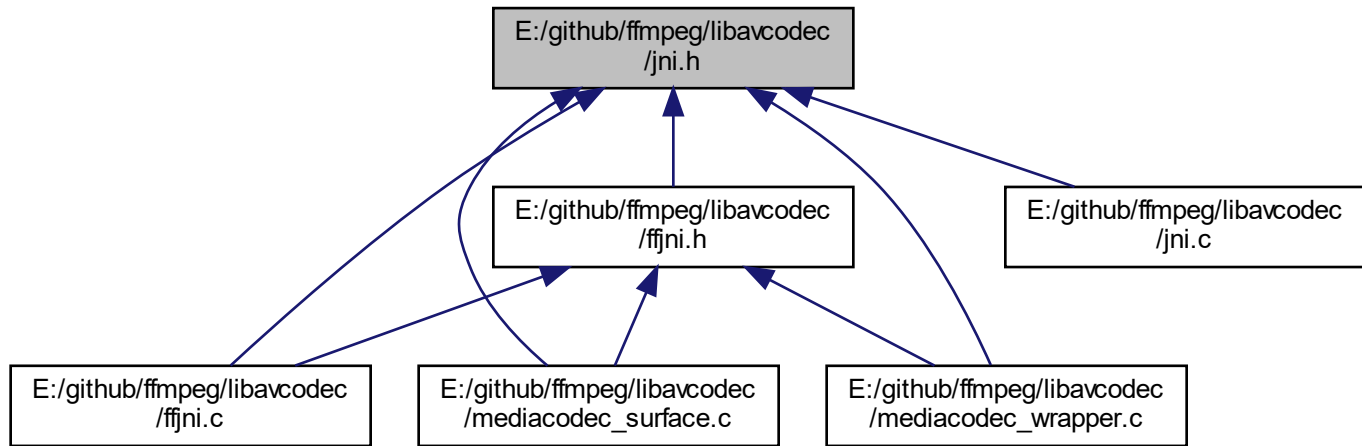 E:/github/ffmpeg/libavcodec
/jni.h
E:/github/ffmpeg/libavcodec
/ffjni.h
E:/github/ffmpeg/libavcodec
/jni.c
E:/github/ffmpeg/libavcodec
/ffjni.c
E:/github/ffmpeg/libavcodec
/mediacodec_surface.c
E:/github/ffmpeg/libavcodec
/mediacodec_wrapper.c